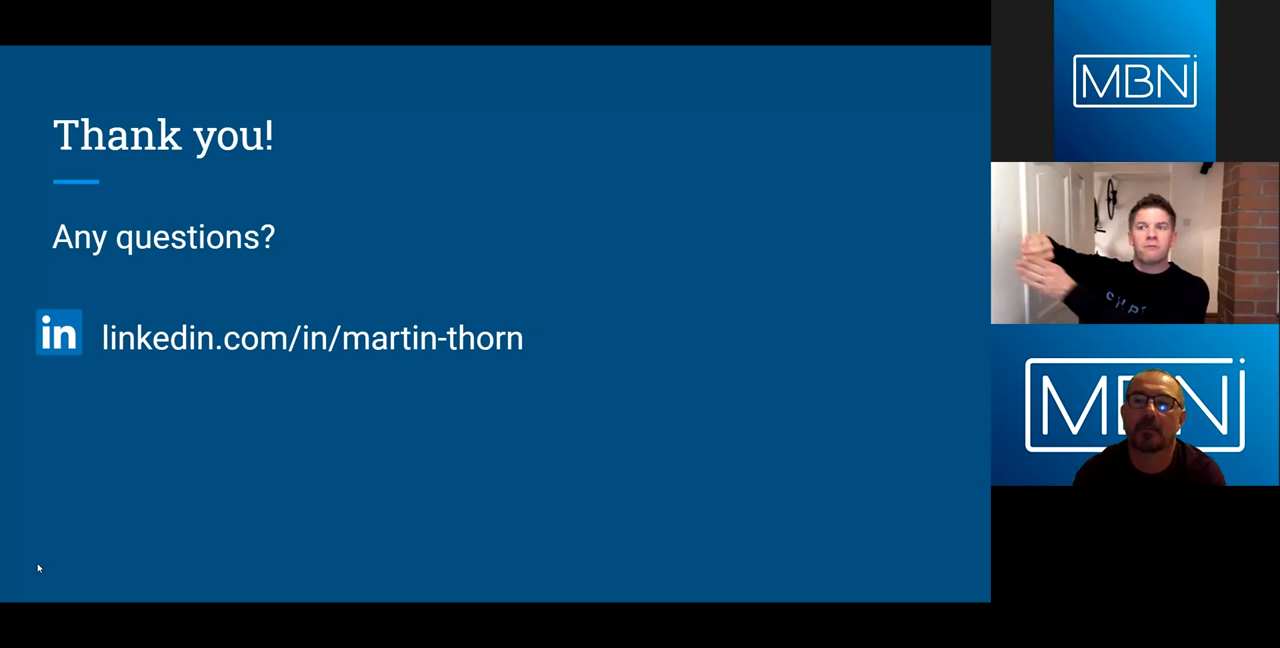 Thank you!
Any questions?
in linkedin.com/in/martin-thorn
MBN
MBN